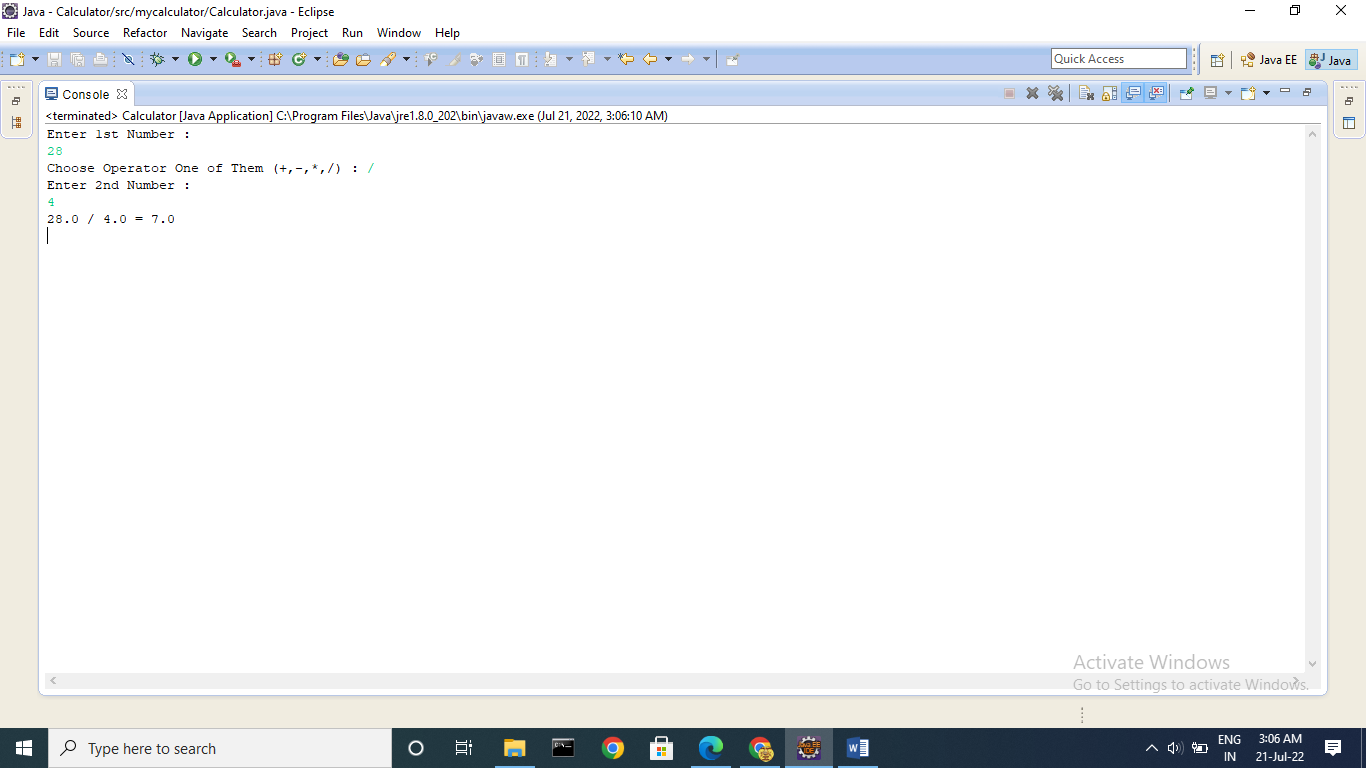 Java - Calculator/src/mycalculator/Calculator.java - Eclipse
File Edit Source Refactor Navigate Search Project Run Window Help
Quick Access
Java EE
Java
Console
<terminated> Calculator [Java Application] C:\Program Files\Java\jre1.8.0_202\bin\javaw.exe (Jul 21, 2022, 3:06:10 AM)
Enter 1st Number :
28
Choose Operator One of Them (+,-,*,/) : /
Enter 2nd Number :
4
28.0 / 4.0 = 7.0
Activate Windows
Go to Settings to activate Windows.
Type here to search
ENG
IN
3:06 AM
21-Jul-22